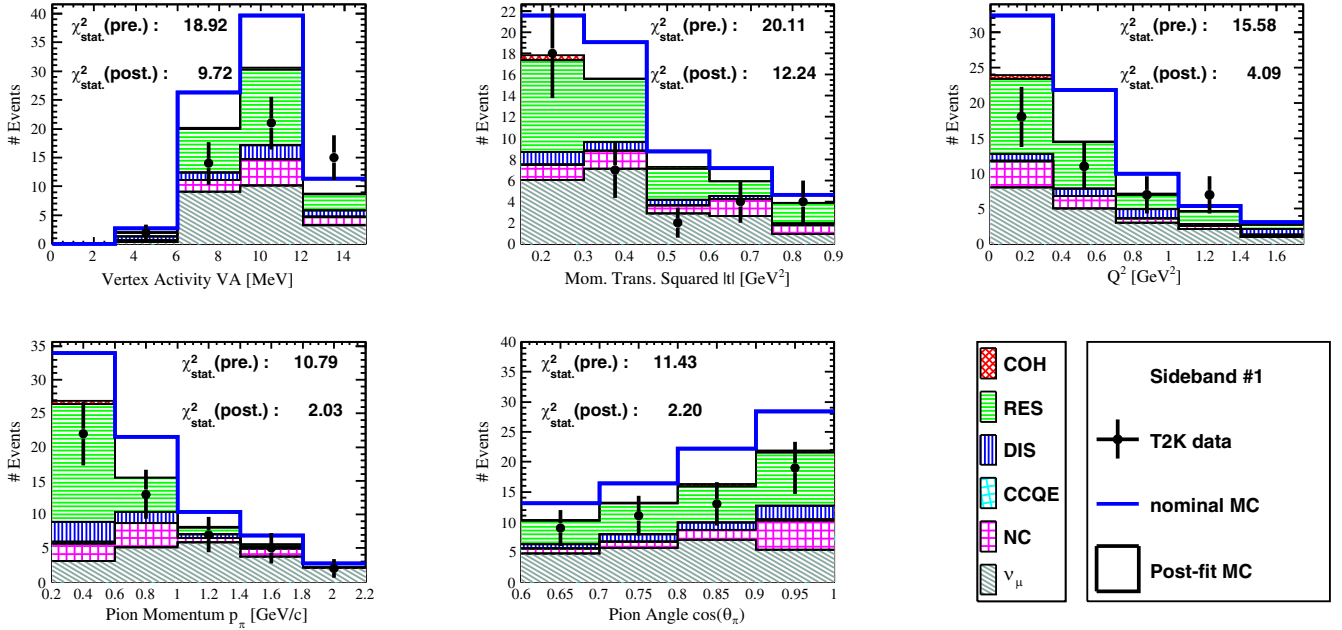 χ²stat.(pre.) : 18.92
χ²stat.(post.) : 9.72
# Events
0 5 10 15 20 25 30 35 40
0 2 4 6 8 10 12 14
Vertex Activity VA [MeV]
χ²stat.(pre.) : 20.11
χ²stat.(post.) : 12.24
# Events
0 2 4 6 8 10 12 14 16 18 20 22
0.2 0.3 0.4 0.5 0.6 0.7 0.8 0.9
Mom. Trans. Squared |t| [GeV²]
χ²stat.(pre.) : 15.58
χ²stat.(post.) : 4.09
# Events
0 5 10 15 20 25 30
0 0.2 0.4 0.6 0.8 1 1.2 1.4 1.6
Q² [GeV²]
χ²stat.(pre.) : 10.79
χ²stat.(post.) : 2.03
# Events
0 5 10 15 20 25 30 35
0.2 0.4 0.6 0.8 1 1.2 1.4 1.6 1.8 2 2.2
Pion Momentum pπ [GeV/c]
χ²stat.(pre.) : 11.43
χ²stat.(post.) : 2.20
# Events
0 5 10 15 20 25 30 35 40
0.6 0.65 0.7 0.75 0.8 0.85 0.9 0.95 1
Pion Angle cos(θπ)
COH
RES
DIS
CCQE
NC
νμ
Sideband #1
T2K data
nominal MC
Post-fit MC